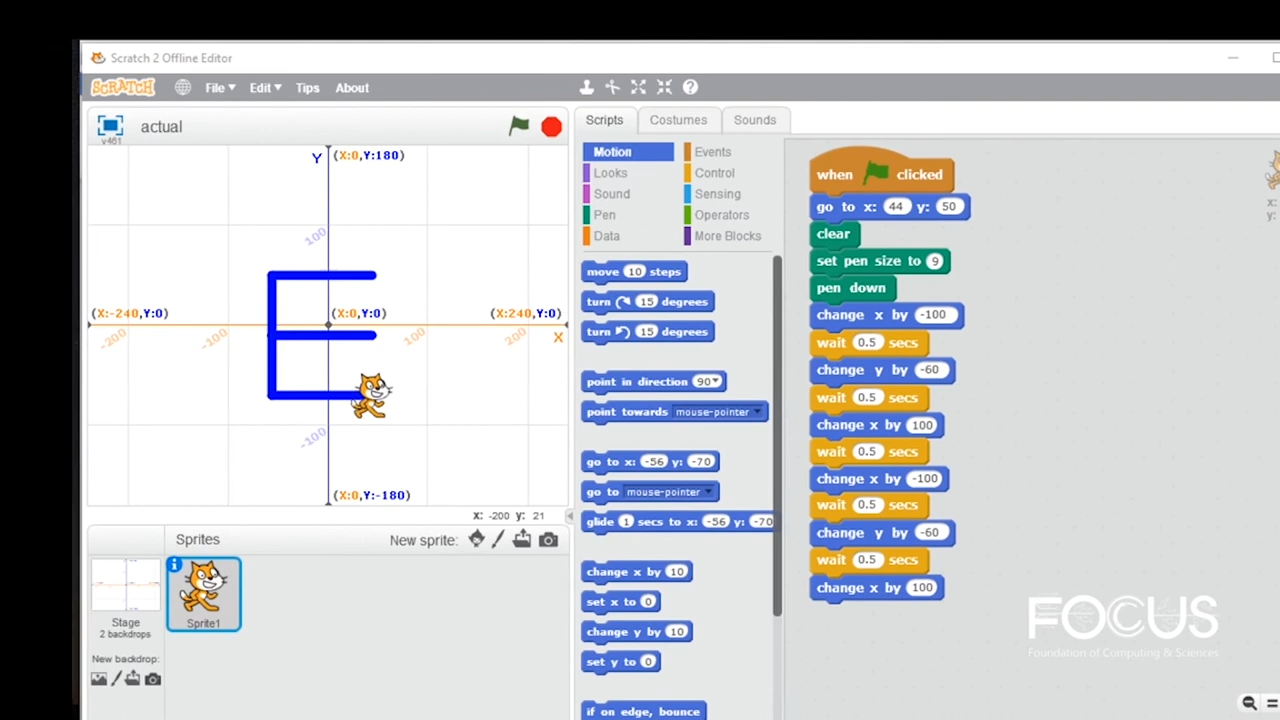 Scratch 2 Offline Editor
SCRATCH File Edit Tips About
v461 actual
Scripts Costumes Sounds
Y (X:0,Y:180)
100
(X:-240,Y:0) (X:0,Y:0) (X:240,Y:0)
-200 -100 100 200 X
-100
(X:0,Y:-180)
x: -200 y: 21
Motion Events
Looks Control
Sound Sensing
Pen Operators
Data More Blocks
move 10 steps
turn 15 degrees
turn 15 degrees
point in direction 90
point towards mouse-pointer
go to x: -56 y: -70
go to mouse-pointer
glide 1 secs to x: -56 y: -70
change x by 10
set x to 0
change y by 10
set y to 0
if on edge, bounce
when clicked
go to x: 44 y: 50
clear
set pen size to 9
pen down
change x by -100
wait 0.5 secs
change y by -60
wait 0.5 secs
change x by 100
wait 0.5 secs
change x by -100
wait 0.5 secs
change y by -60
wait 0.5 secs
change x by 100
x:
y:
Sprites New sprite:
Stage
2 backdrops
Sprite1
New backdrop:
FOCUS
Foundation of Computing & Sciences